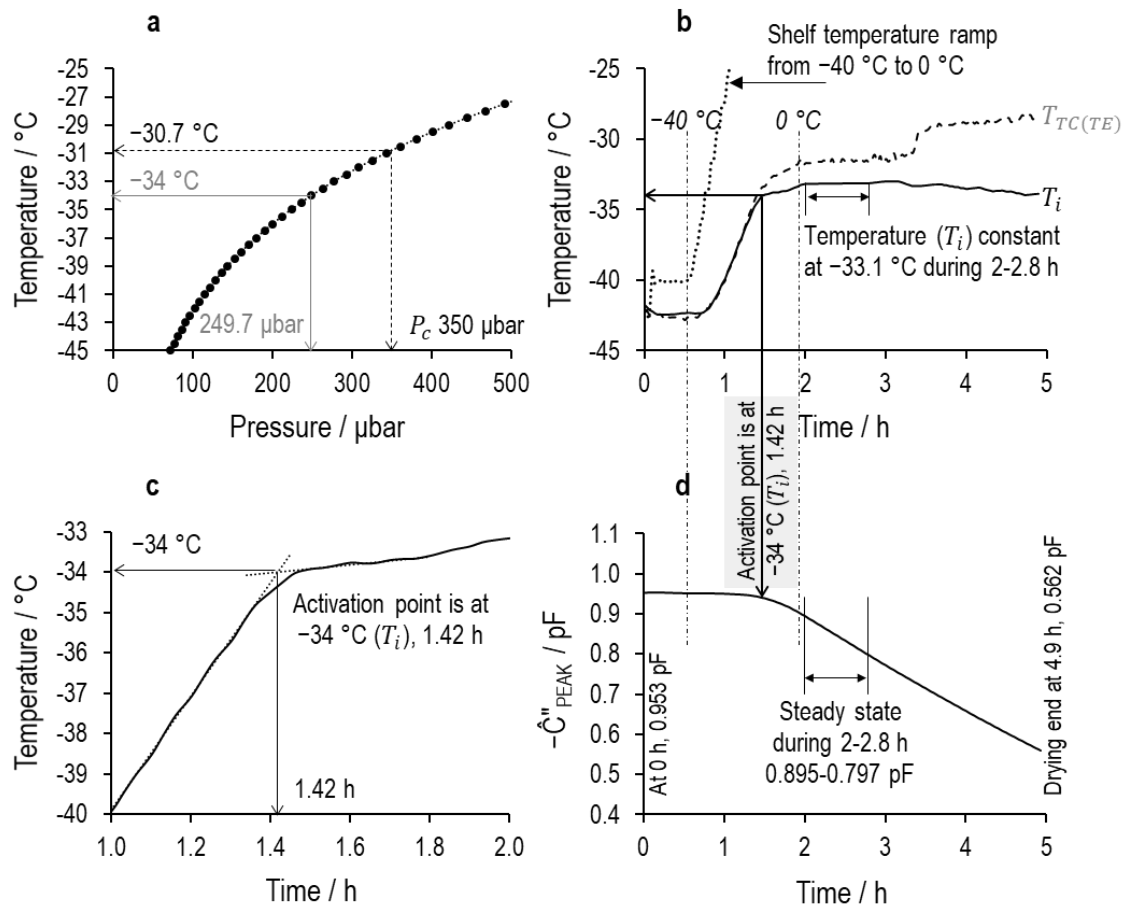 a
-25
-27
-29
-31
-33
-35
-37
-39
-41
-43
-45
Temperature / °C
−30.7 °C
−34 °C
249.7 µbar
P_c 350 µbar
0
100
200
300
400
500
Pressure / µbar
b
Shelf temperature ramp
from −40 °C to 0 °C
-25
-30
-35
-40
-45
Temperature / °C
−40 °C
0 °C
T_TC(TE)
T_i
Temperature (T_i) constant
at −33.1 °C during 2-2.8 h
0
1
2
3
4
5
Time / h
Activation point is at
−34 °C (T_i), 1.42 h
c
-33
-34
-35
-36
-37
-38
-39
-40
Temperature / °C
−34 °C
Activation point is at
−34 °C (T_i), 1.42 h
1.42 h
1.0
1.2
1.4
1.6
1.8
2.0
Time / h
d
1.1
1.0
0.9
0.8
0.7
0.6
0.5
0.4
−Ĉ"PEAK / pF
At 0 h, 0.953 pF
Steady state
during 2-2.8 h
0.895-0.797 pF
Drying end at 4.9 h, 0.562 pF
0
1
2
3
4
5
Time / h